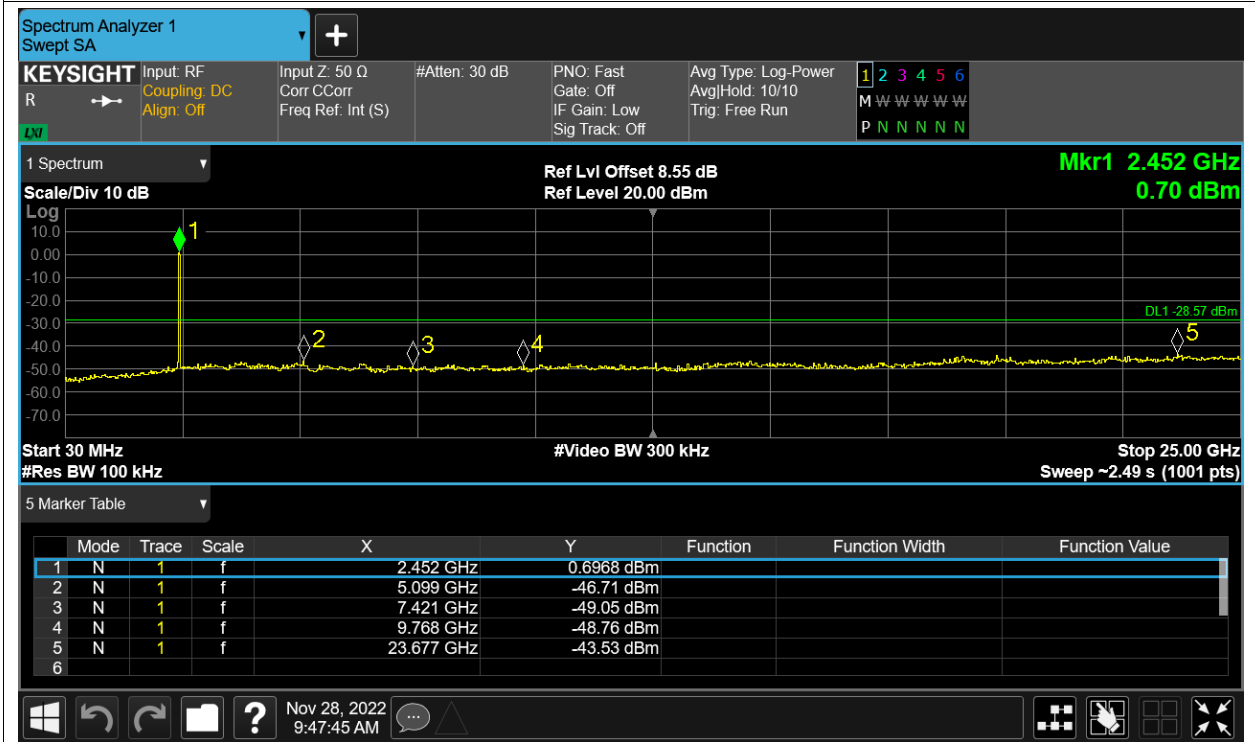 Spectrum Analyzer 1
Swept SA
KEYSIGHT
R
LXI
Input: RF
Coupling: DC
Align: Off
Input Z: 50 Ω
Corr CCorr
Freq Ref: Int (S)
#Atten: 30 dB
PNO: Fast
Gate: Off
IF Gain: Low
Sig Track: Off
Avg Type: Log-Power
Avg|Hold: 10/10
Trig: Free Run
1 2 3 4 5 6
M W W W W W
P N N N N N
1 Spectrum
Scale/Div 10 dB
Ref Lvl Offset 8.55 dB
Ref Level 20.00 dBm
Mkr1 2.452 GHz
0.70 dBm
Log
10.0
0.00
-10.0
-20.0
-30.0
-40.0
-50.0
-60.0
-70.0
1
2
3
4
5
DL1 -28.57 dBm
Start 30 MHz
#Res BW 100 kHz
#Video BW 300 kHz
Stop 25.00 GHz
Sweep ~2.49 s (1001 pts)
5 Marker Table
Mode Trace Scale X Y Function Function Width Function Value
1 N 1 f 2.452 GHz 0.6968 dBm
2 N 1 f 5.099 GHz -46.71 dBm
3 N 1 f 7.421 GHz -49.05 dBm
4 N 1 f 9.768 GHz -48.76 dBm
5 N 1 f 23.677 GHz -43.53 dBm
6
?
Nov 28, 2022
9:47:45 AM